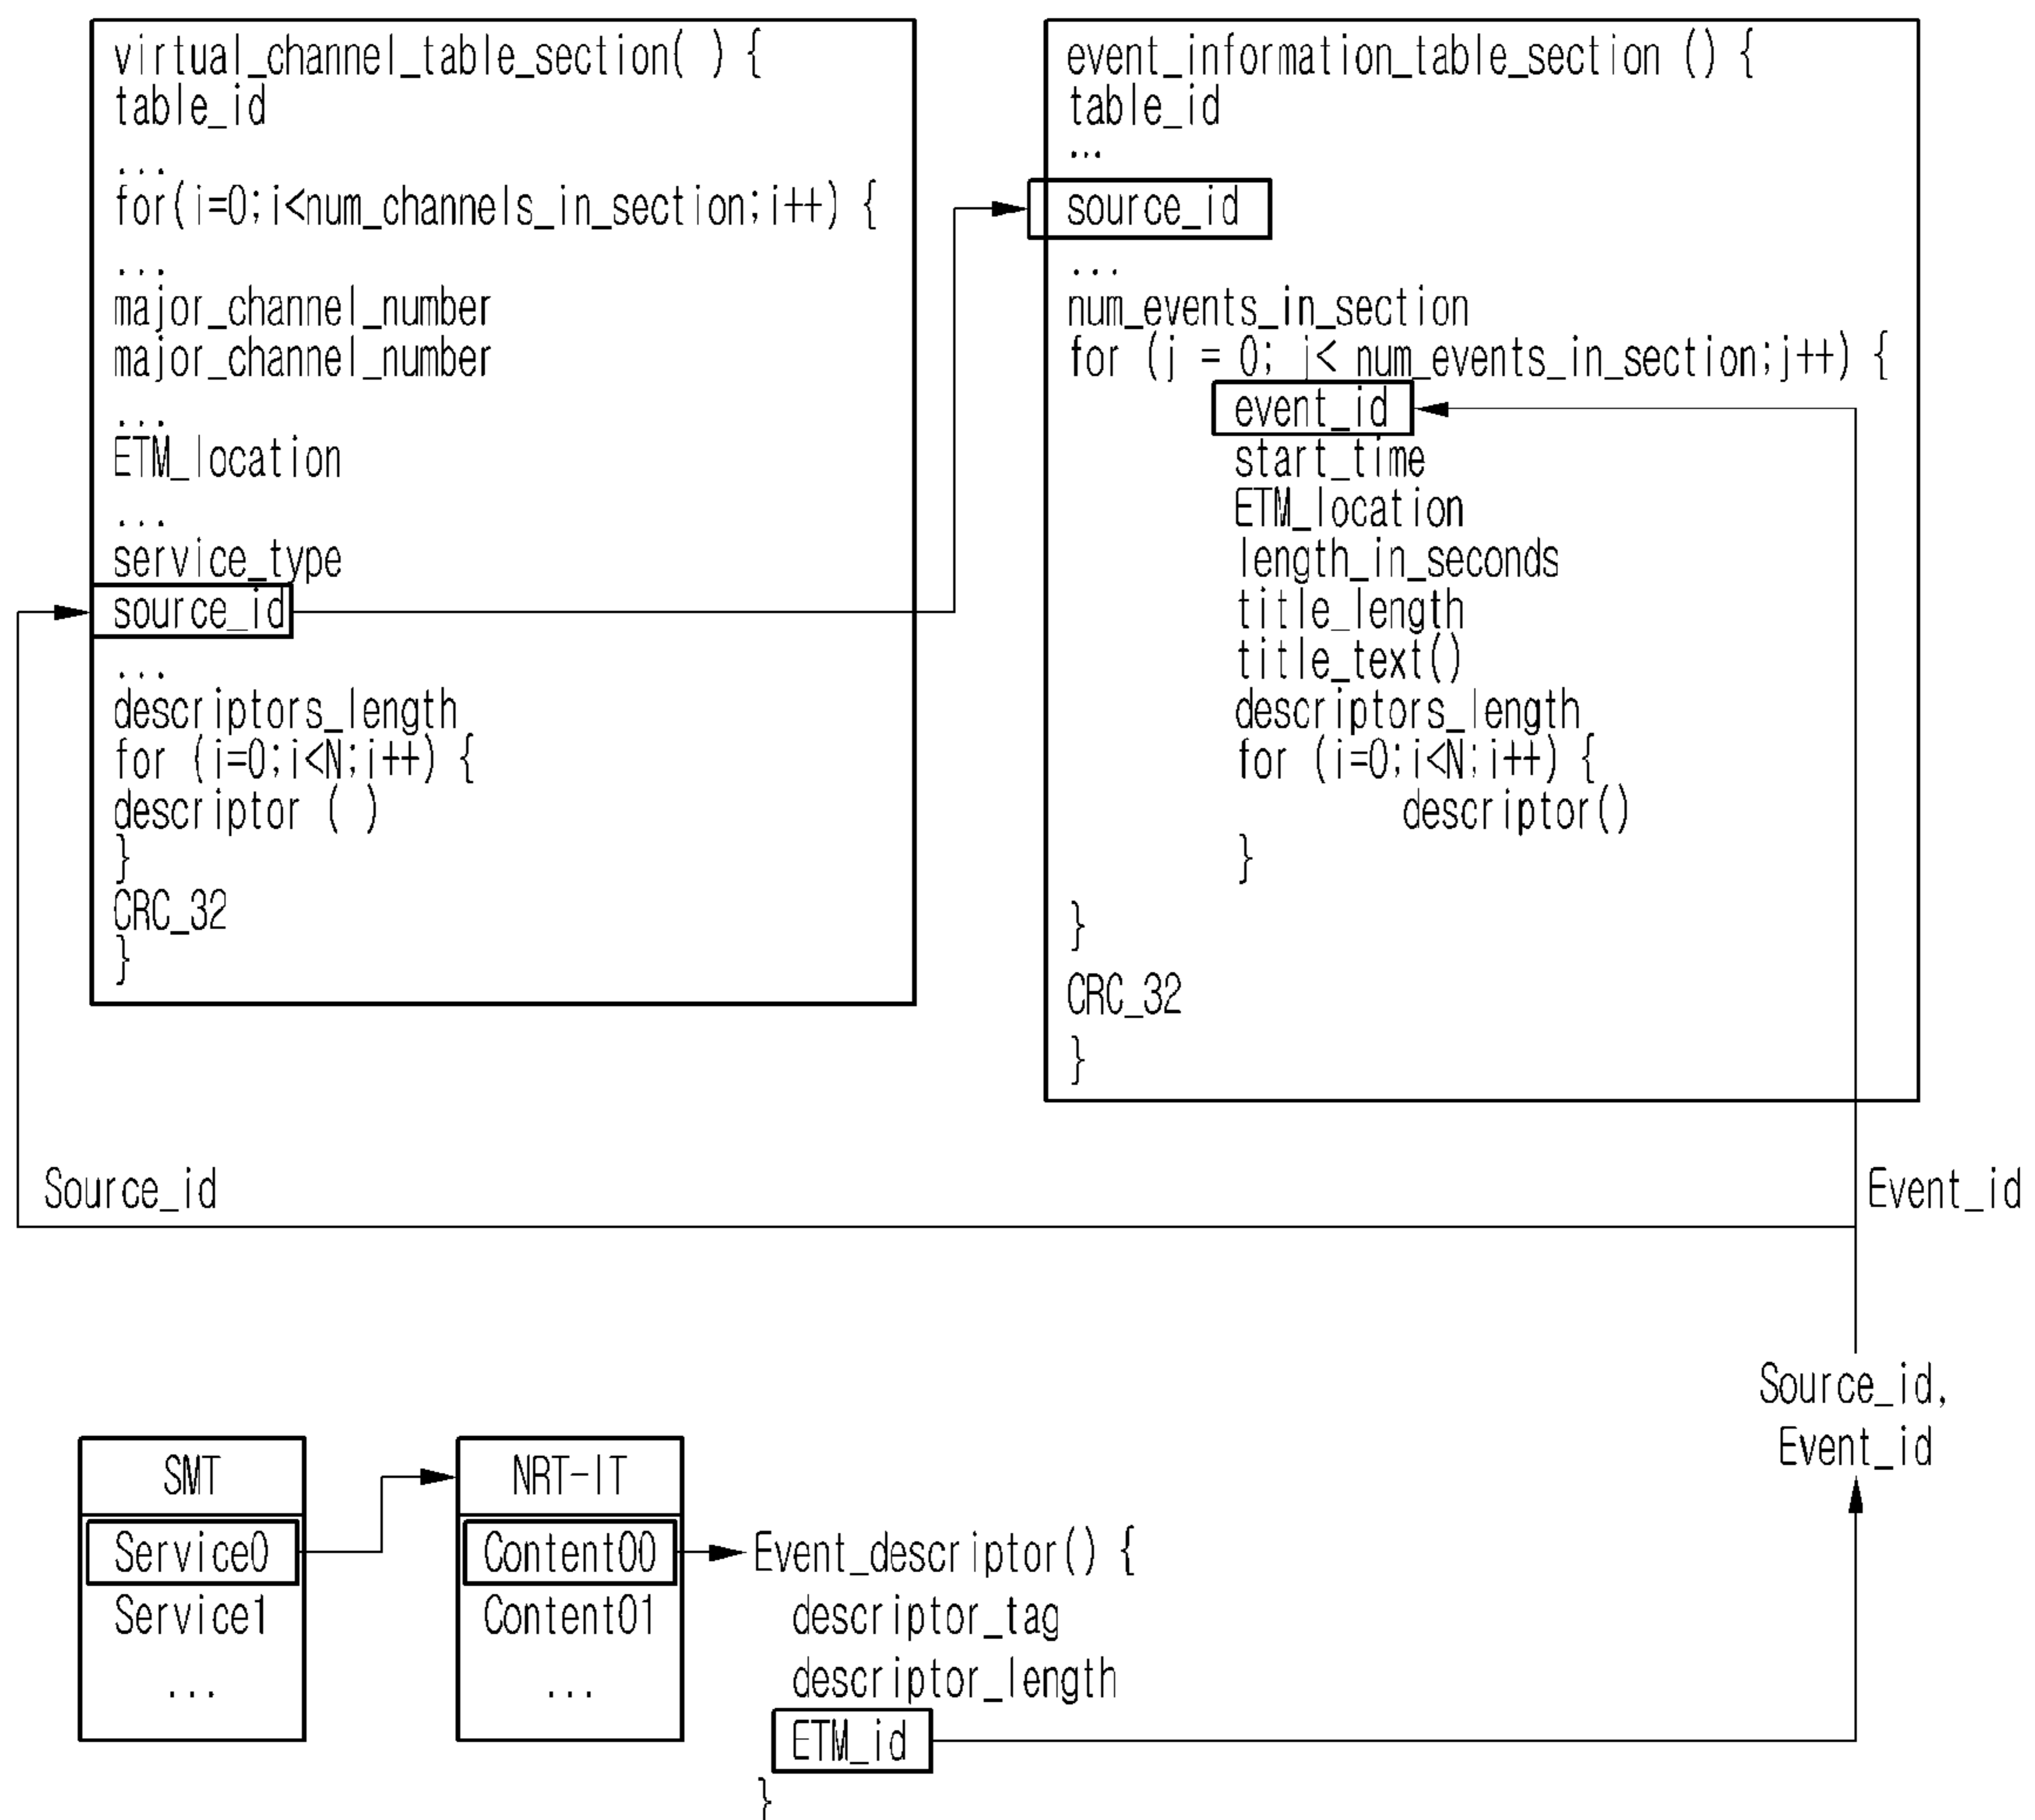 virtual_channel_table_section( ) {
table_id
...
for(i=0;i<num_channels_in_section;i++) {
...
major_channel_number
major_channel_number
...
ETM_location
...
service_type
source_id
...
descriptors_length
for (i=0;i<N;i++) {
descriptor ( )
}
CRC_32
}
event_information_table_section () {
table_id
...
source_id
...
num_events_in_section
for (j = 0; j< num_events_in_section;j++) {
event_id
start_time
ETM_location
length_in_seconds
title_length
title_text()
descriptors_length
for (i=0;i<N;i++) {
descriptor()
}
}
CRC_32
}
Source_id
Event_id
Source_id,
Event_id
SMT
Service0
Service1
...
NRT-IT
Content00
Content01
...
Event_descriptor() {
descriptor_tag
descriptor_length
ETM_id
}